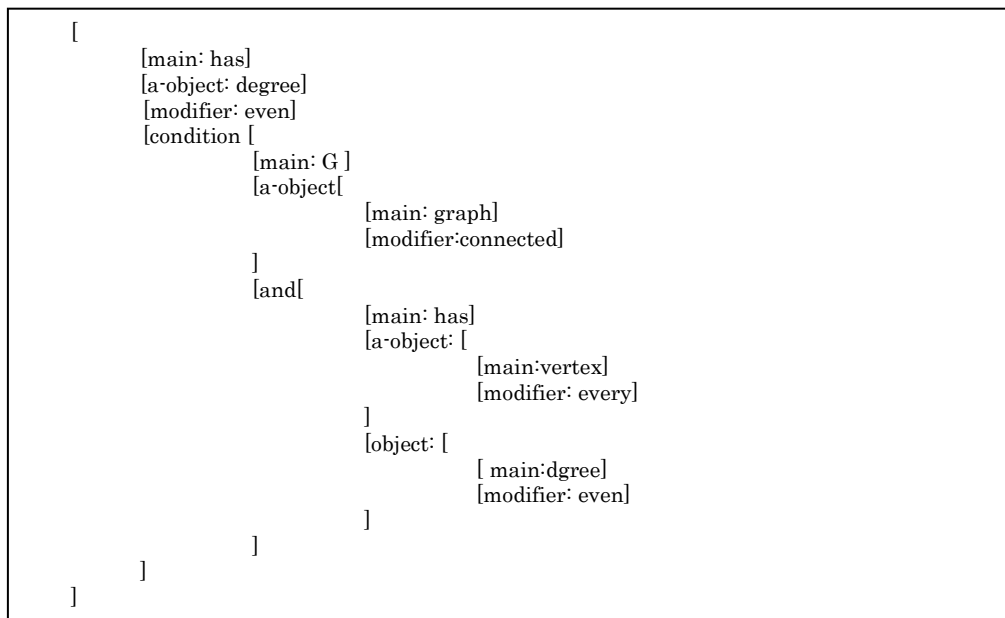 [
[main: has]
[a-object: degree]
[modifier: even]
[condition [
[main: G ]
[a-object[
[main: graph]
[modifier:connected]
]
[and[
[main: has]
[a-object: [
[main:vertex]
[modifier: every]
]
[object: [
[ main:dgree]
[modifier: even]
]
]
]
]